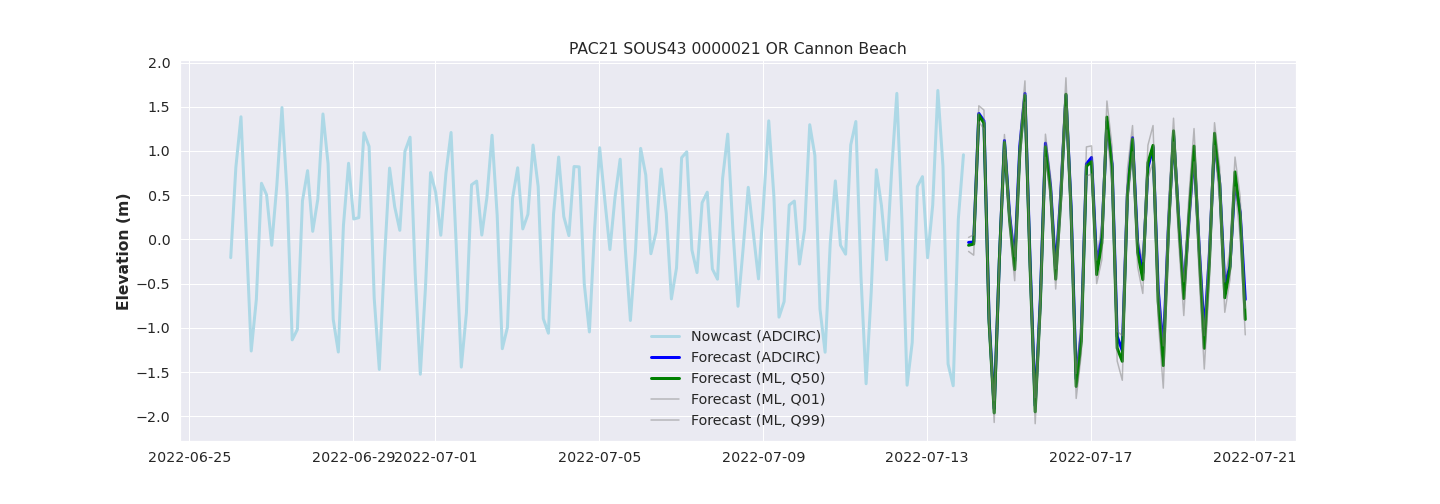 PAC21 SOUS43 0000021 OR Cannon Beach
Elevation (m)
2.0
1.5
1.0
0.5
0.0
−0.5
−1.0
−1.5
−2.0
Nowcast (ADCIRC)
Forecast (ADCIRC)
Forecast (ML, Q50)
Forecast (ML, Q01)
Forecast (ML, Q99)
2022-06-25 2022-06-29 2022-07-01 2022-07-05 2022-07-09 2022-07-13 2022-07-17 2022-07-21